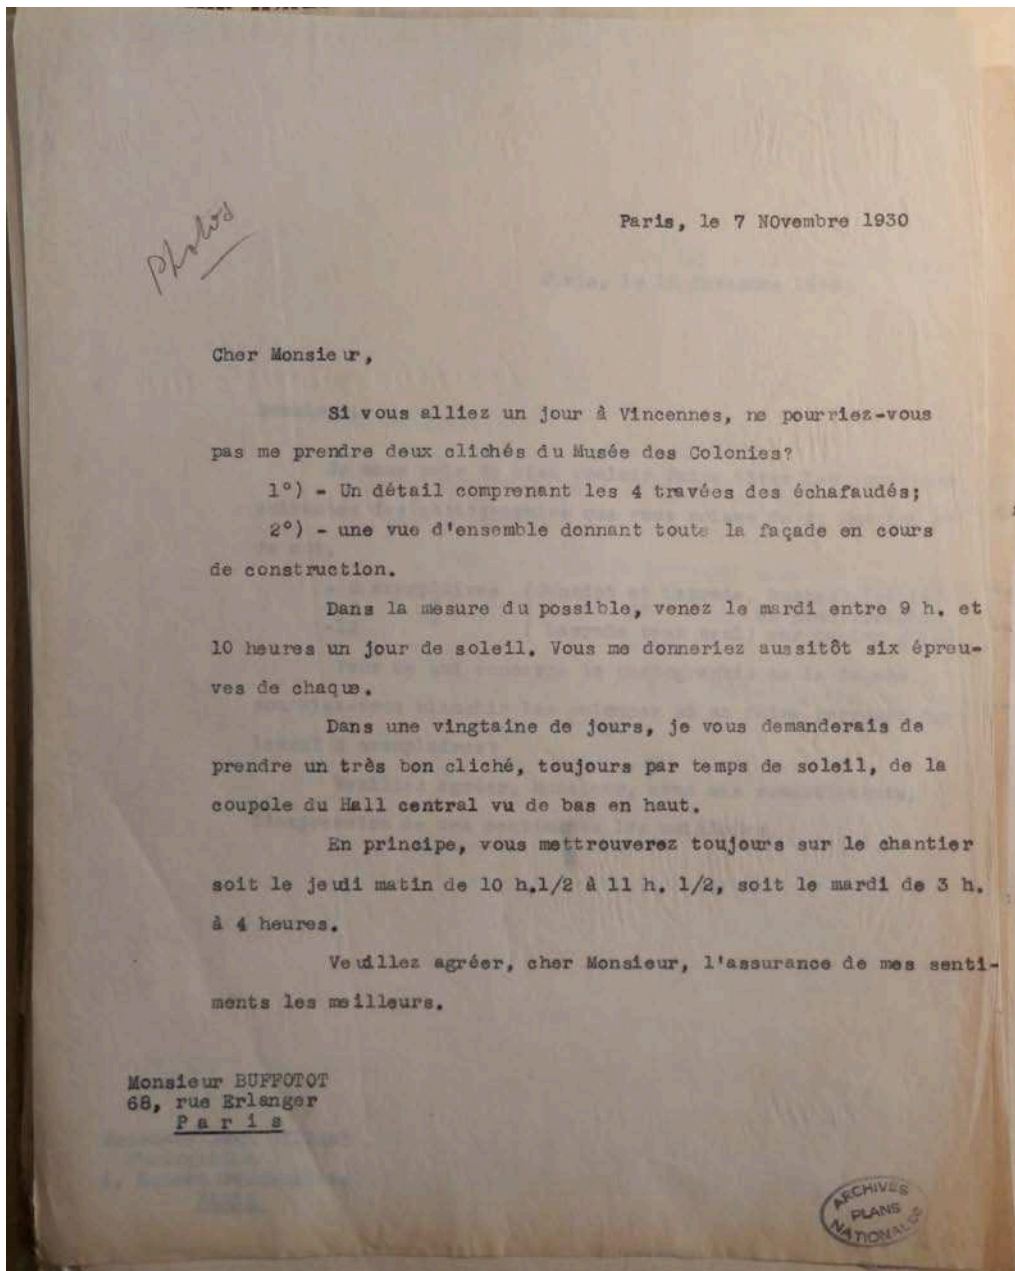 Photos
Paris, le 7 NOvembre 1930
Cher Monsieur,
Si vous alliez un jour à Vincennes, ne pourriez-vous
pas me prendre deux clichés du Musée des Colonies?
1°) - Un détail comprenant les 4 travées des échafaudés;
2°) - une vue d'ensemble donnant toute la façade en cours
de construction.
Dans la mesure du possible, venez le mardi entre 9 h. et
10 heures un jour de soleil. Vous me donneriez aussitôt six épreu-
ves de chaque.
Dans une vingtaine de jours, je vous demanderais de
prendre un très bon cliché, toujours par temps de soleil, de la
coupole du Hall central vu de bas en haut.
En principe, vous mettrouverez toujours sur le chantier
soit le jeudi matin de 10 h.1/2 à 11 h. 1/2, soit le mardi de 3 h.
à 4 heures.
Veuillez agréer, cher Monsieur, l'assurance de mes senti-
ments les meilleurs.
Monsieur BUFFOTOT
68, rue Erlanger
Paris
ARCHIVES
PLANS
NATIONALES